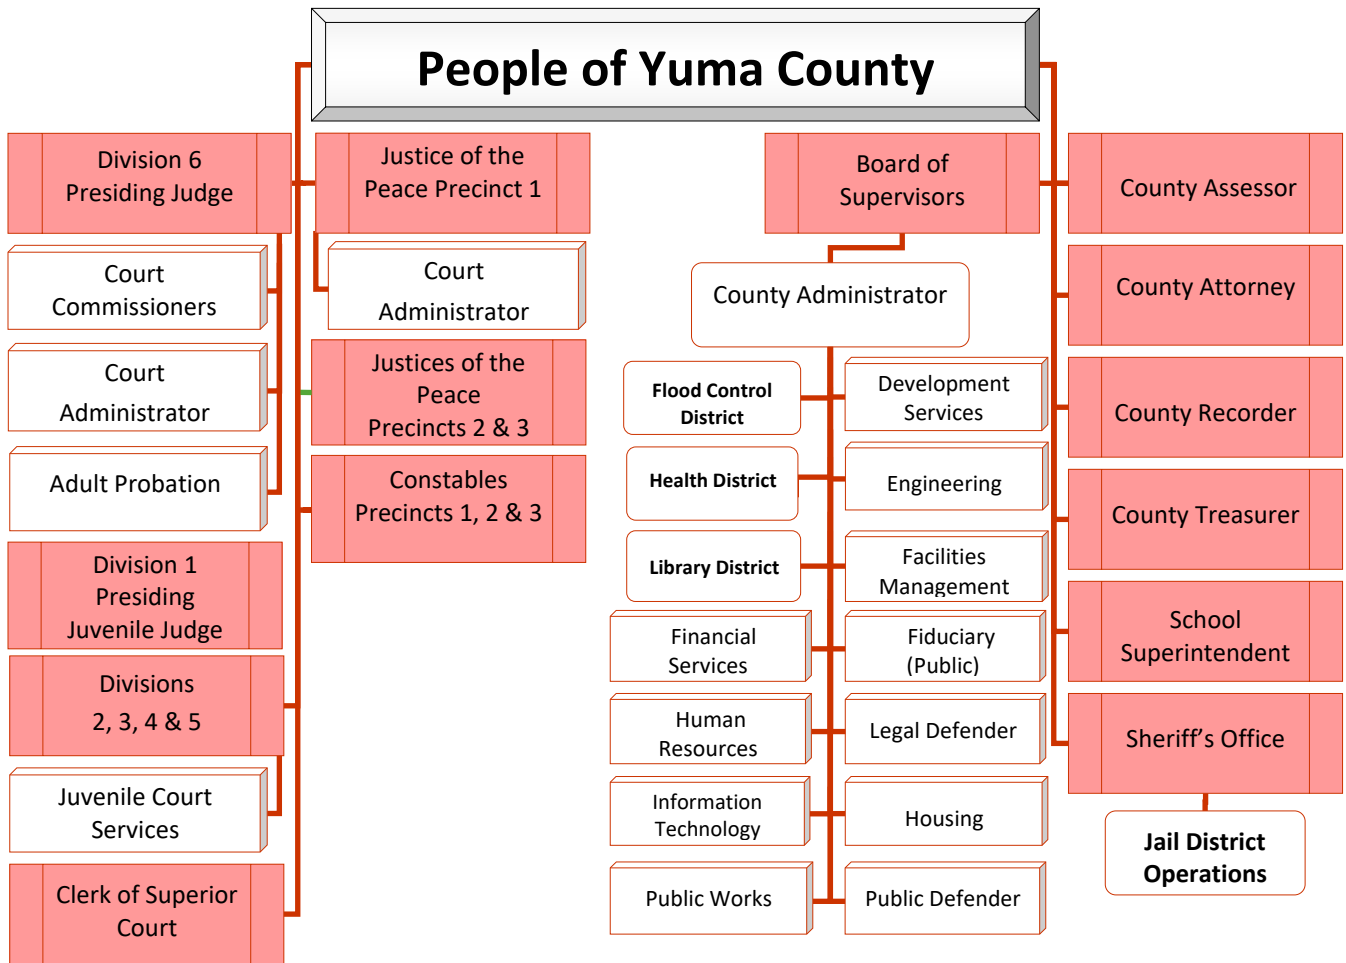 People of Yuma County
Division 6
Presiding Judge
Court
Commissioners
Court
Administrator
Adult Probation
Division 1
Presiding
Juvenile Judge
Divisions
2, 3, 4 & 5
Juvenile Court
Services
Clerk of Superior
Court
Justice of the
Peace Precinct 1
Court
Administrator
Justices of the
Peace
Precincts 2 & 3
Constables
Precincts 1, 2 & 3
Board of
Supervisors
County Administrator
Flood Control
District
Development
Services
Health District
Engineering
Library District
Facilities
Management
Financial
Services
Fiduciary
(Public)
Human
Resources
Legal Defender
Information
Technology
Housing
Public Works
Public Defender
County Assessor
County Attorney
County Recorder
County Treasurer
School
Superintendent
Sheriff’s Office
Jail District
Operations